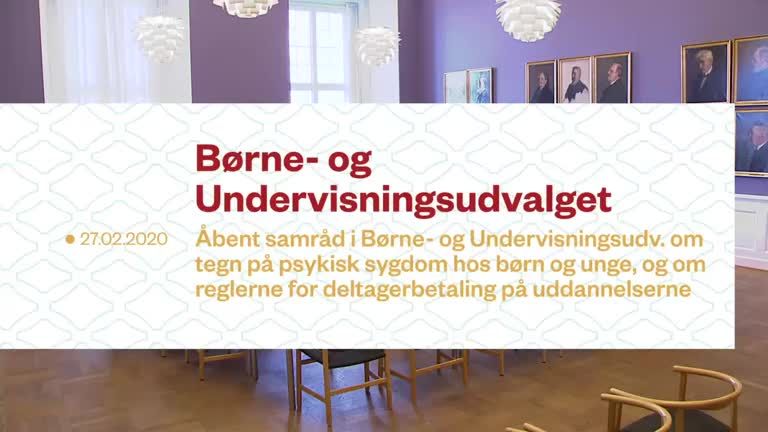 Børne- og
Undervisningsudvalget
27.02.2020
Åbent samråd i Børne- og Undervisningsudv. om
tegn på psykisk sygdom hos børn og unge, og om
reglerne for deltagerbetaling på uddannelserne